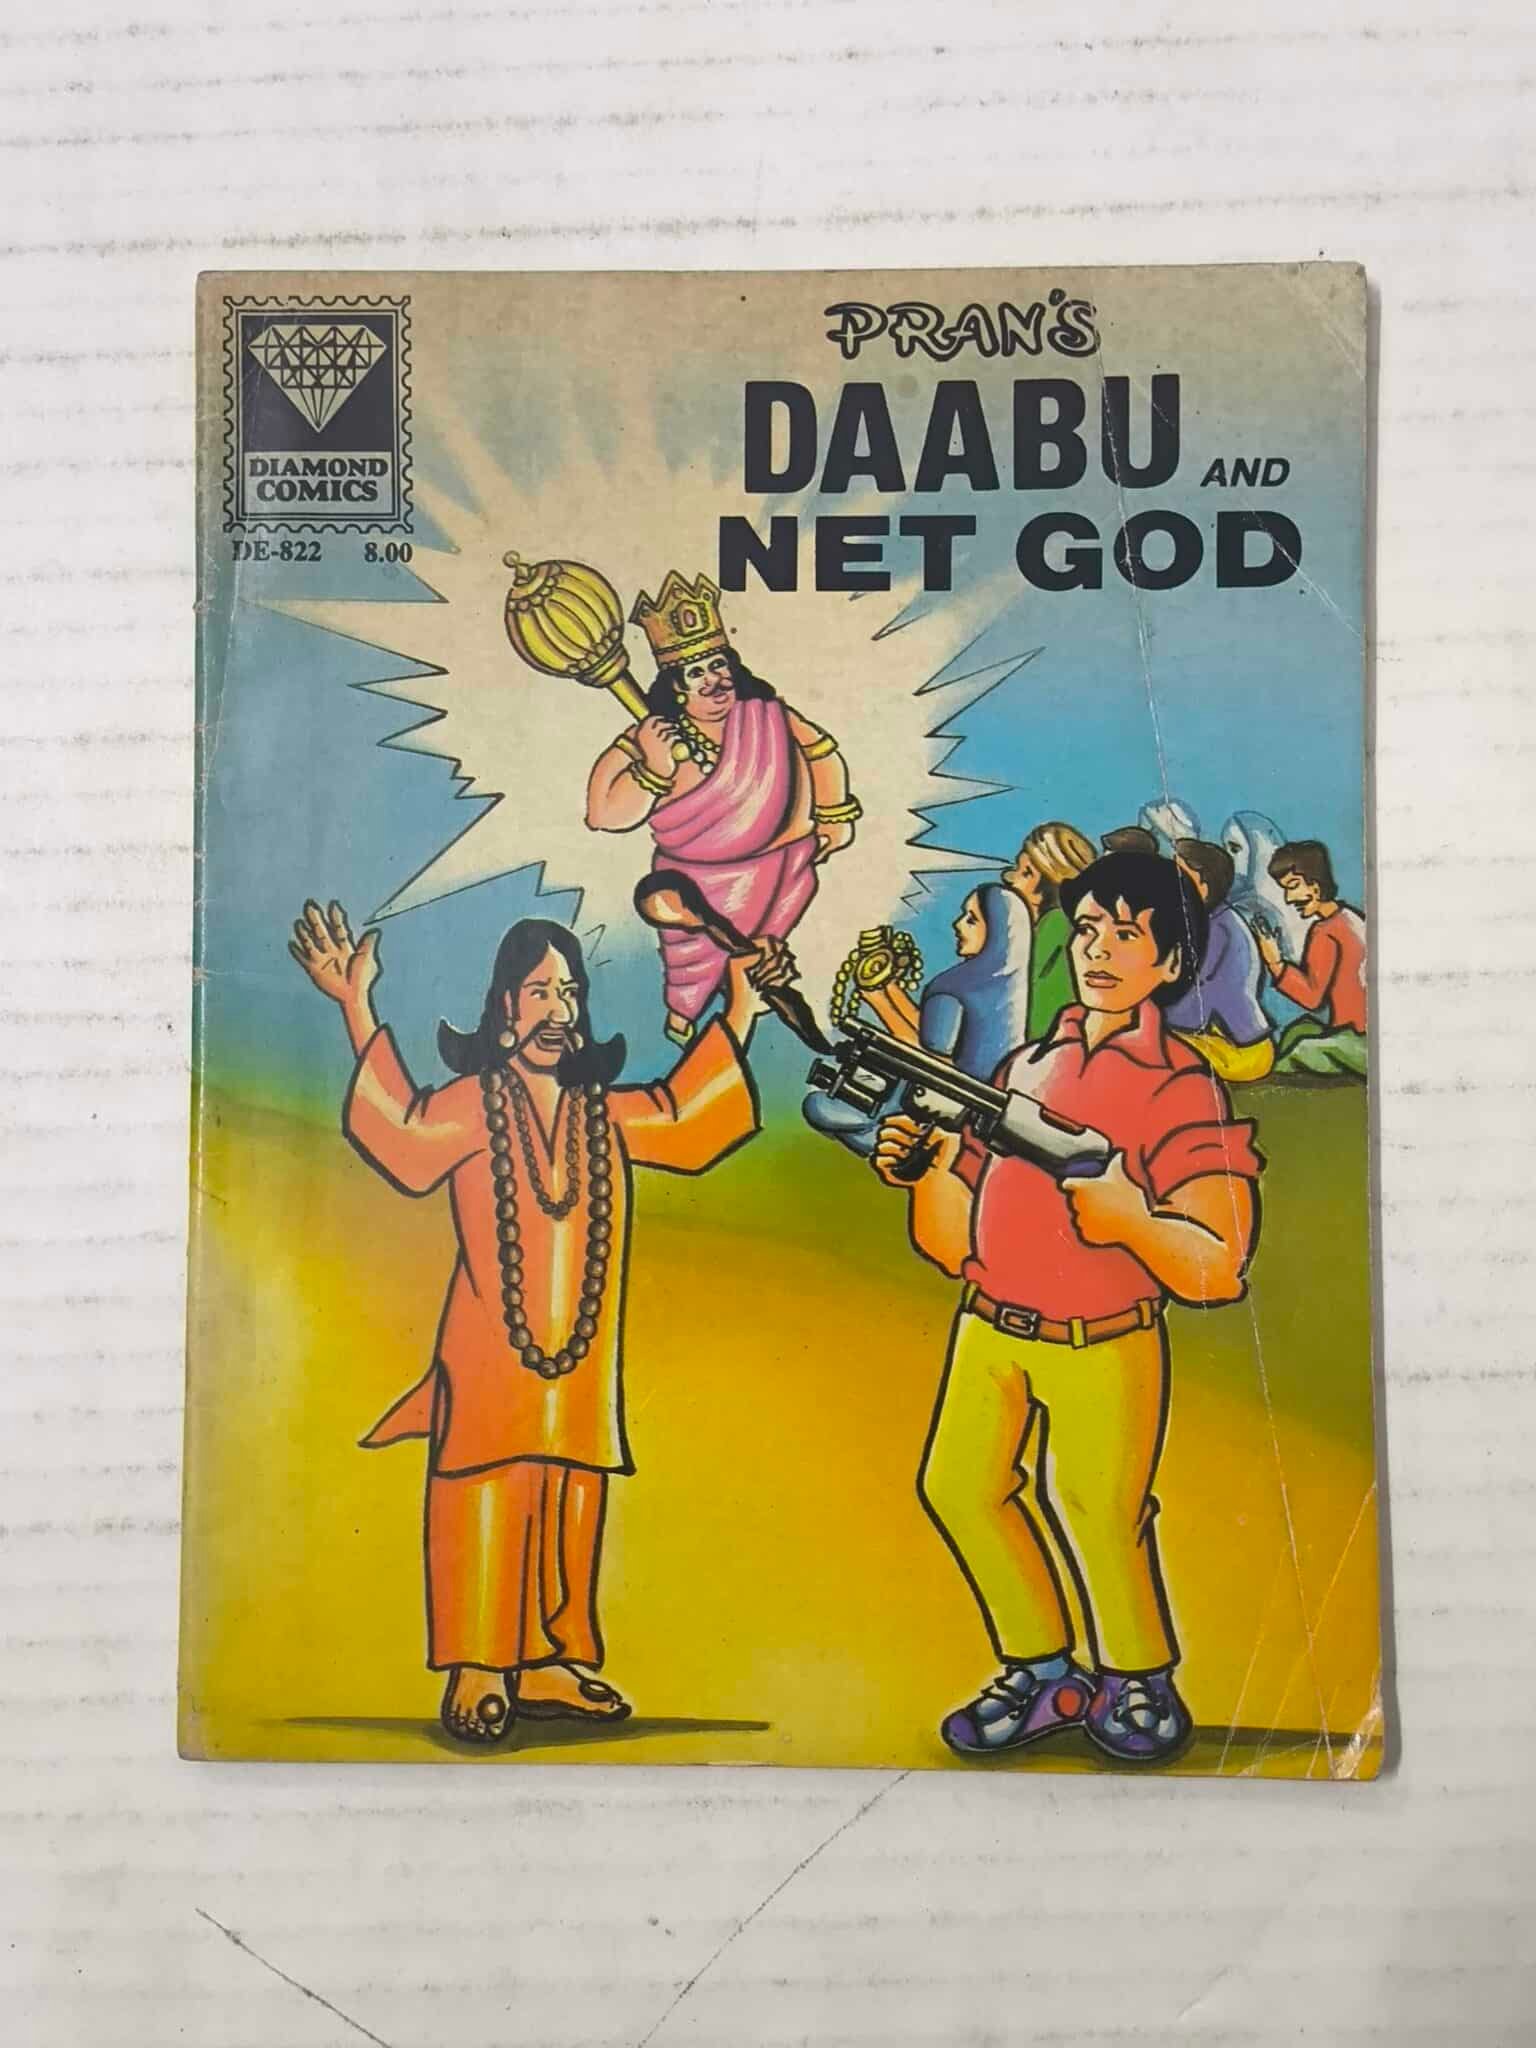 PRAN'S
DAABU AND
NET GOD
DIAMOND
COMICS
DE-822 8.00